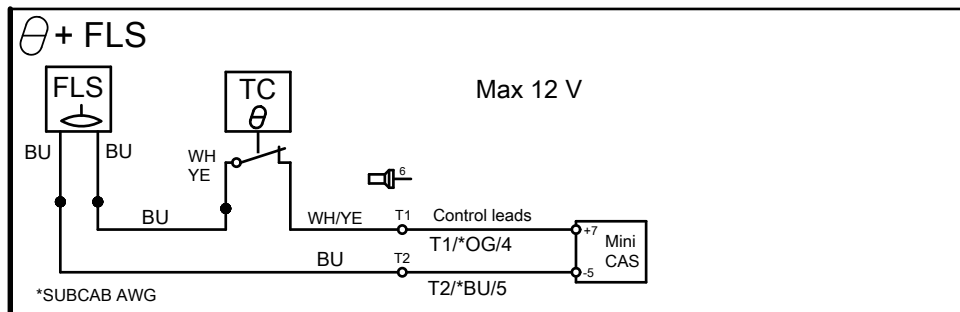 θ + FLS
FLS
TC
θ
Max 12 V
BU
BU
WH
YE
6
BU
WH/YE
T1
Control leads
+7
Mini
CAS
T1/*OG/4
BU
T2
-5
T2/*BU/5
*SUBCAB AWG